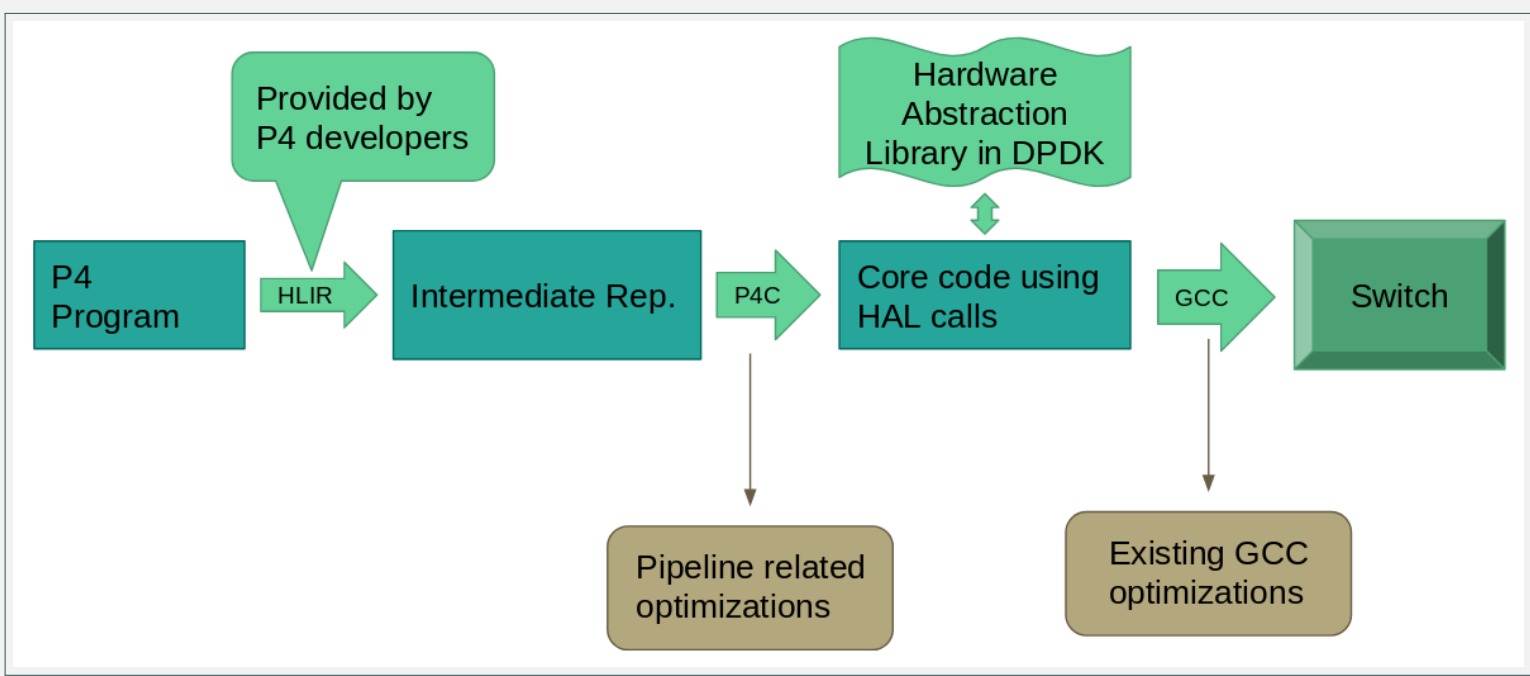 Provided by
P4 developers
Hardware
Abstraction
Library in DPDK
P4
Program
HLIR
Intermediate Rep.
P4C
Core code using
HAL calls
GCC
Switch
Pipeline related
optimizations
Existing GCC
optimizations